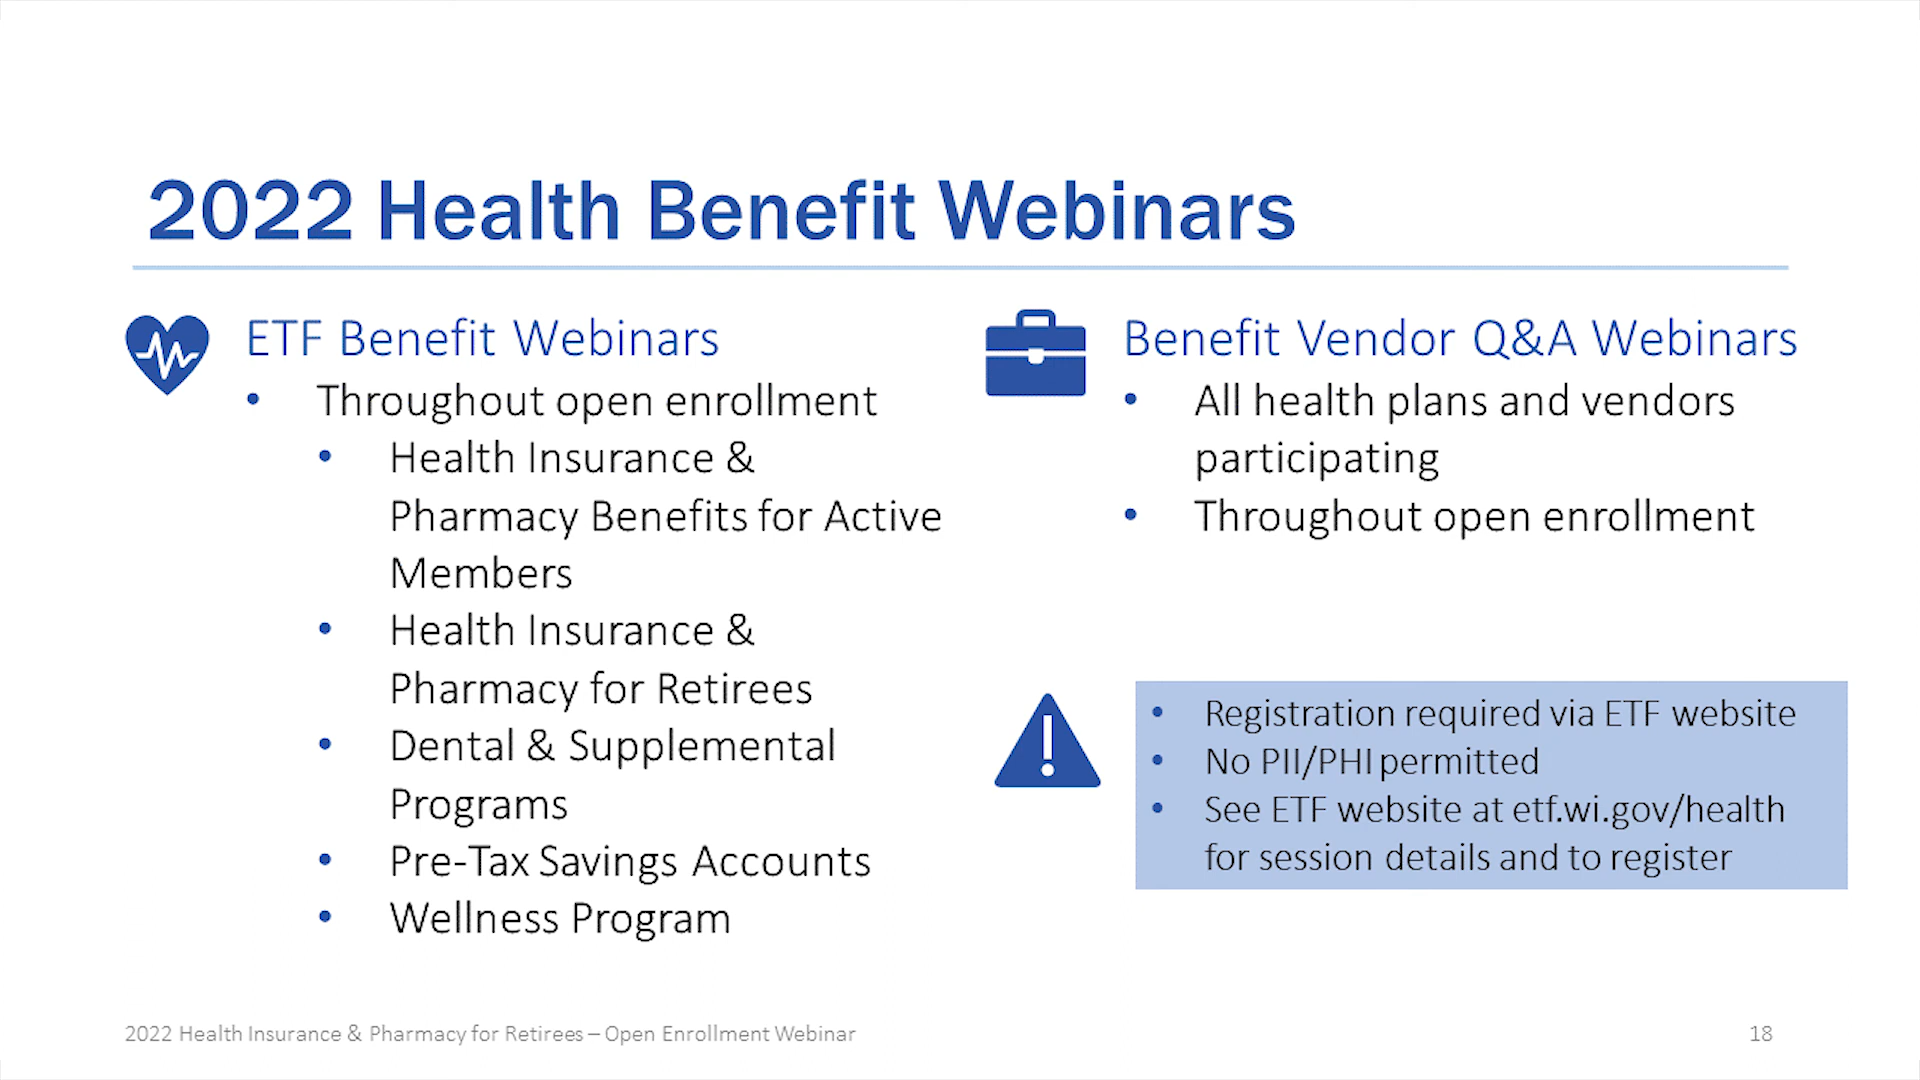 2022 Health Benefit Webinars
ETF Benefit Webinars
• Throughout open enrollment
• Health Insurance &
Pharmacy Benefits for Active
Members
• Health Insurance &
Pharmacy for Retirees
• Dental & Supplemental
Programs
• Pre-Tax Savings Accounts
• Wellness Program
Benefit Vendor Q&A Webinars
• All health plans and vendors
participating
• Throughout open enrollment
• Registration required via ETF website
• No PII/PHI permitted
• See ETF website at etf.wi.gov/health
for session details and to register
2022 Health Insurance & Pharmacy for Retirees – Open Enrollment Webinar
18